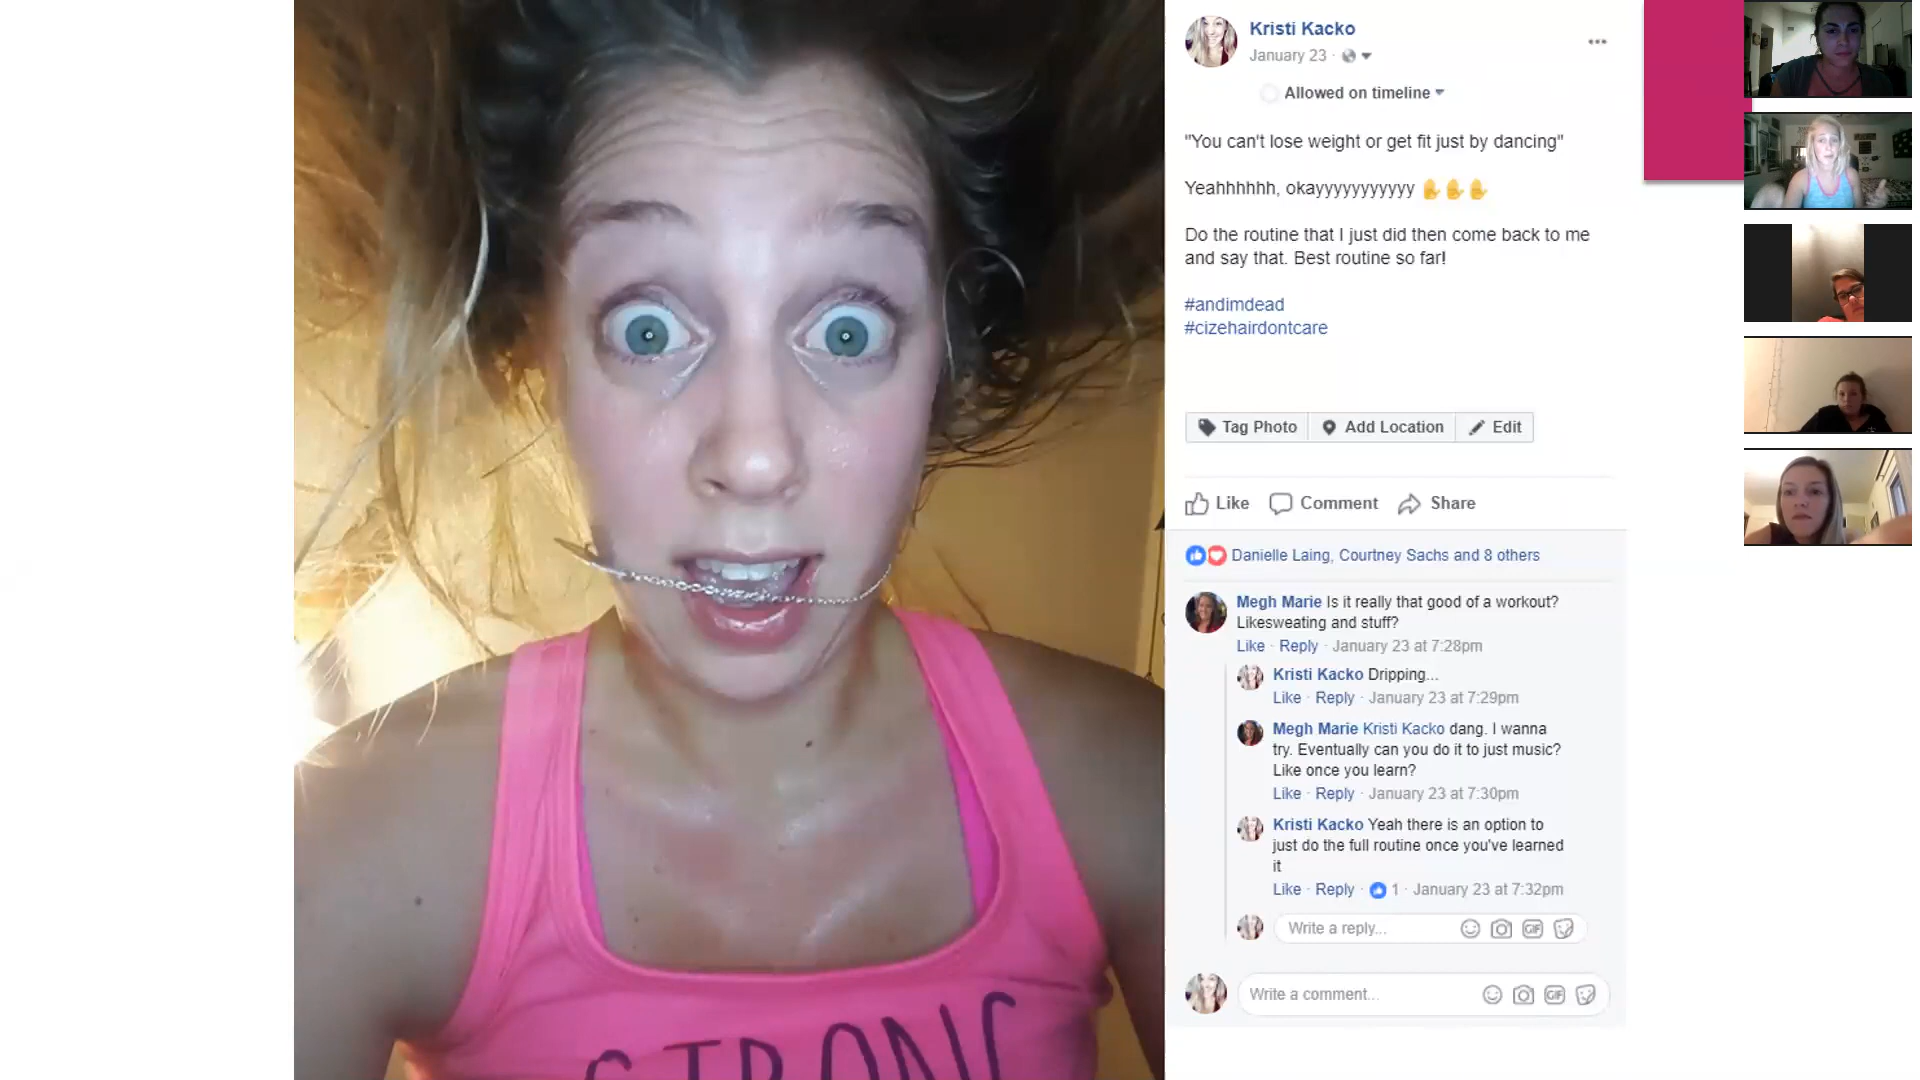 Kristi Kacko
January 23
Allowed on timeline
"You can't lose weight or get fit just by dancing"
Yeahhhhhh, okayyyyyyyyyyy ✋✋✋
Do the routine that I just did then come back to me
and say that. Best routine so far!
#andimdead
#cizehairdontcare
Tag Photo Add Location Edit
Like Comment Share
Danielle Laing, Courtney Sachs and 8 others
Megh Marie Is it really that good of a workout?
Likesweating and stuff?
Like · Reply · January 23 at 7:28pm
Kristi Kacko Dripping...
Like · Reply · January 23 at 7:29pm
Megh Marie Kristi Kacko dang. I wanna
try. Eventually can you do it to just music?
Like once you learn?
Like · Reply · January 23 at 7:30pm
Kristi Kacko Yeah there is an option to
just do the full routine once you've learned
it
Like · Reply · 1 · January 23 at 7:32pm
Write a reply... GIF
Write a comment... GIF
STRONG